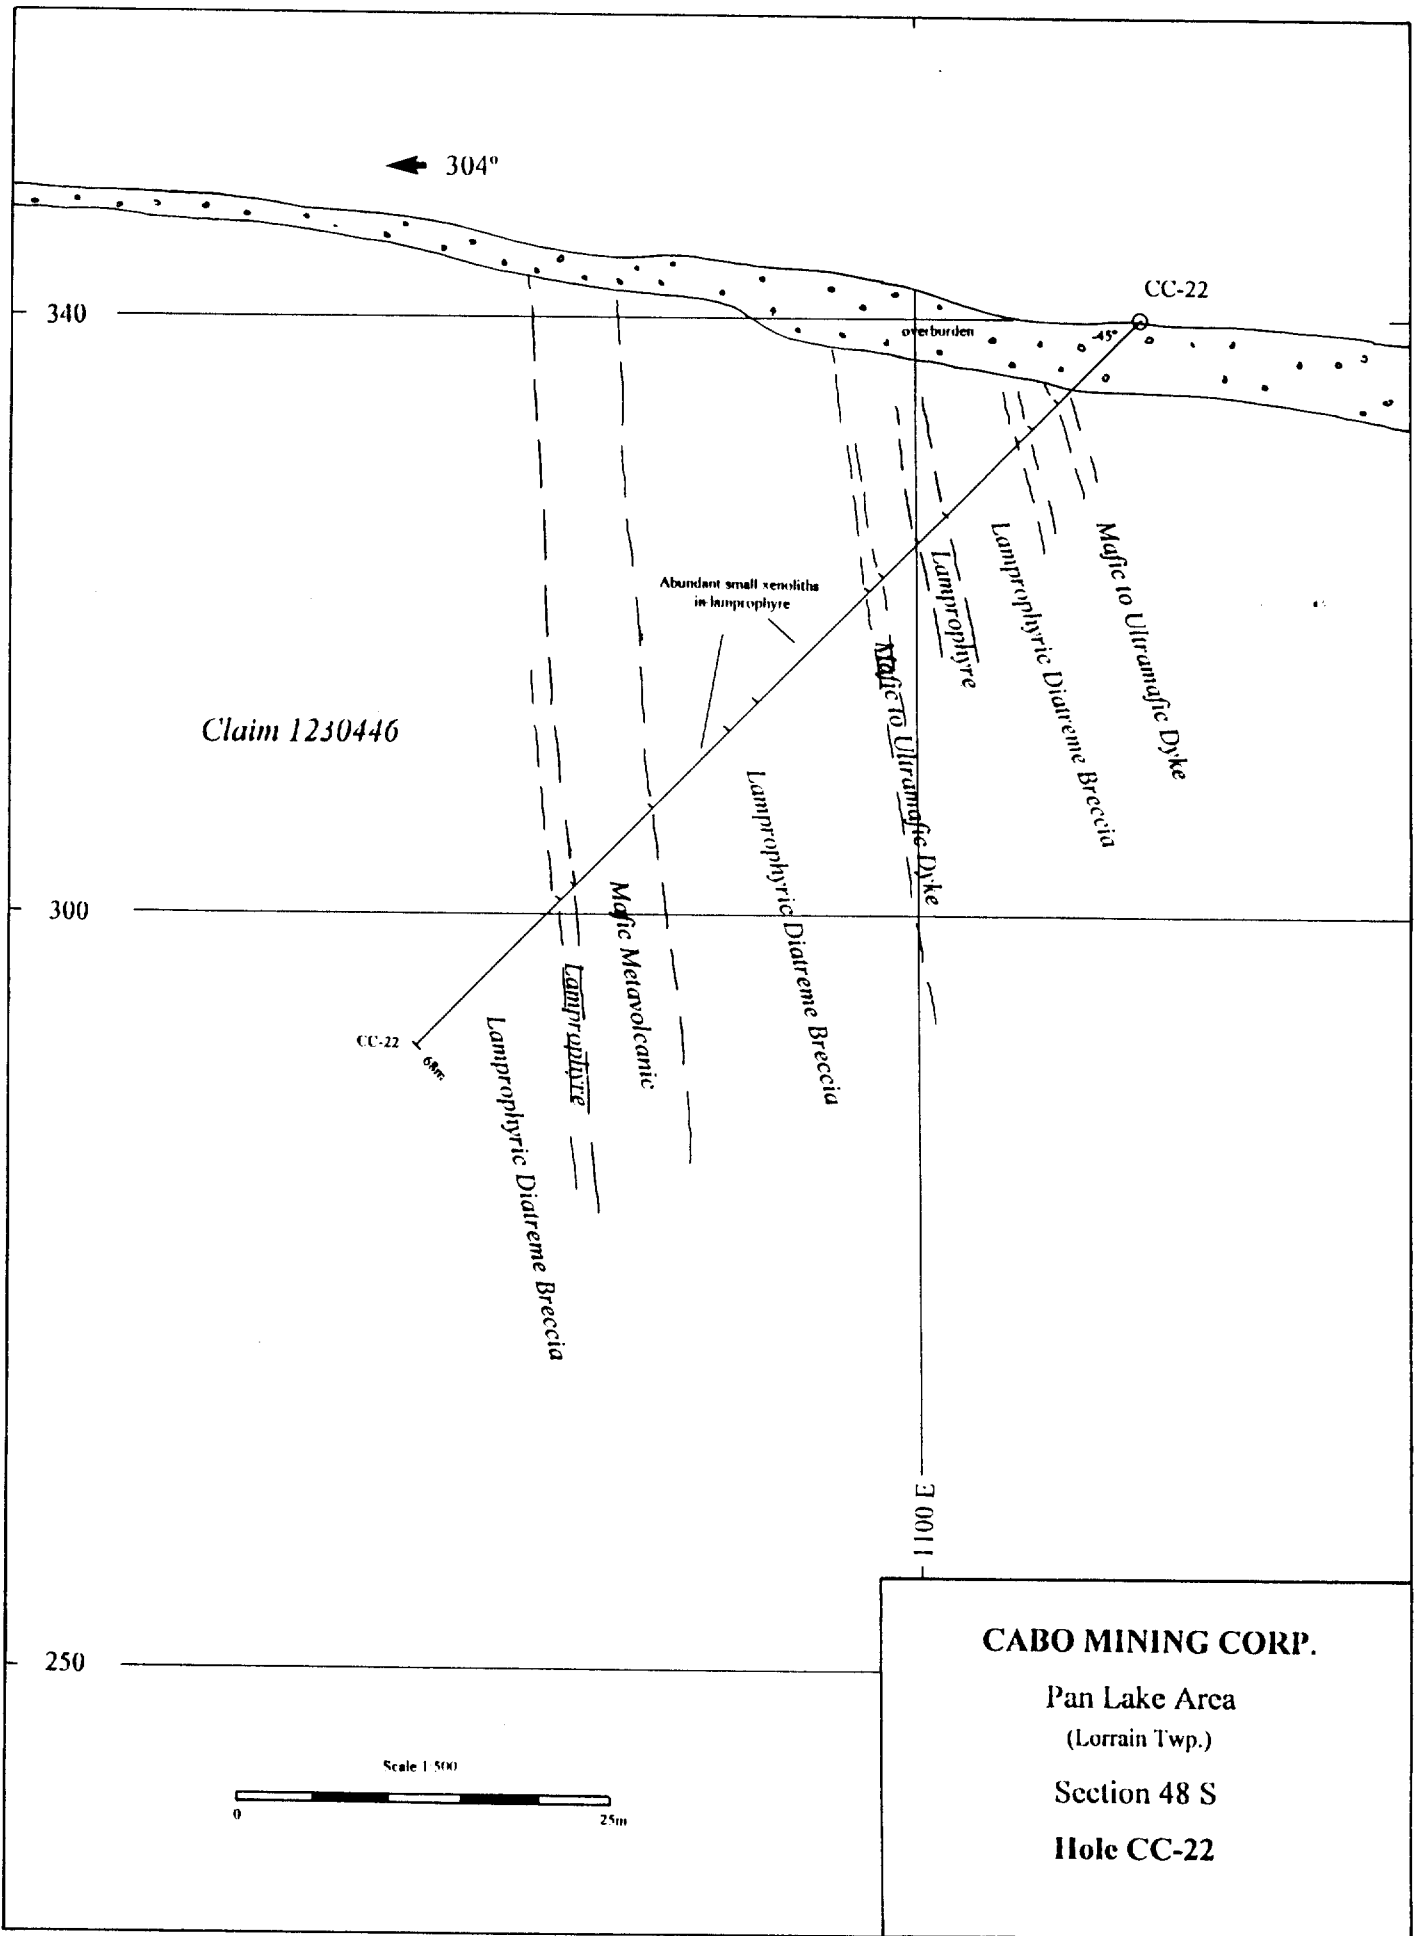 304°
CC-22
340
overburden
-45°
Abundant small xenoliths
in lamprophyre
Mafic to Ultramafic Dyke
Lamprophyric Diatreme Breccia
Lamprophyre
Mafic to Ultramafic Dyke
Claim 1230446
Lamprophyric Diatreme Breccia
300
Mafic Metavolcanic
Lamprophyre
Lamprophyric Diatreme Breccia
CC-22
68m
1100 E
250
CABO MINING CORP.
Pan Lake Area
(Lorrain Twp.)
Section 48 S
Hole CC-22
Scale 1:500
0
25m